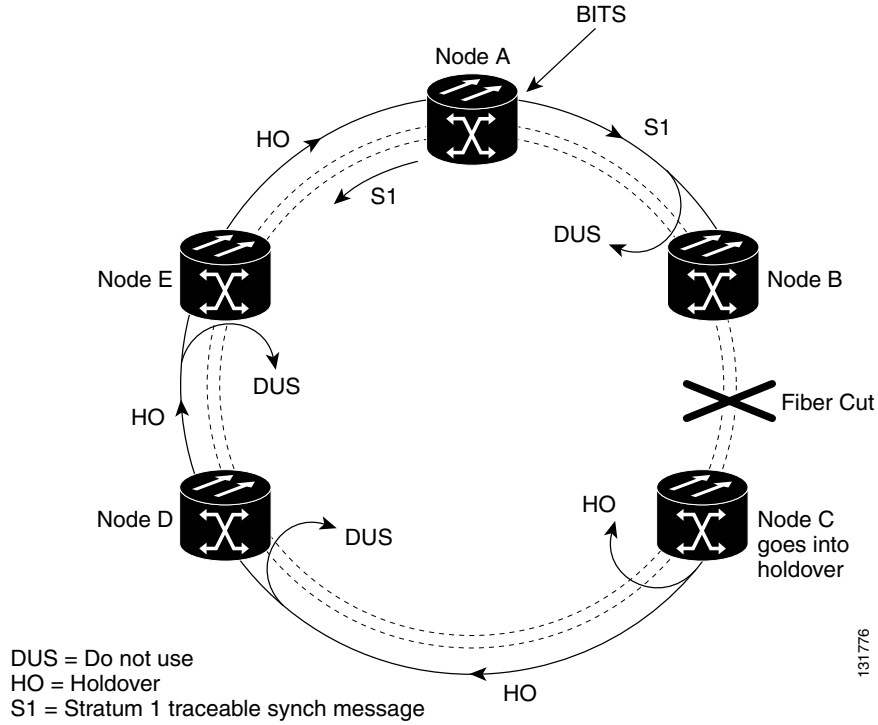 BITS
Node A
HO
S1
S1
DUS
Node E
Node B
DUS
Fiber Cut
HO
HO
Node D
DUS
Node C
goes into
holdover
HO
DUS = Do not use
HO = Holdover
S1 = Stratum 1 traceable synch message
131776